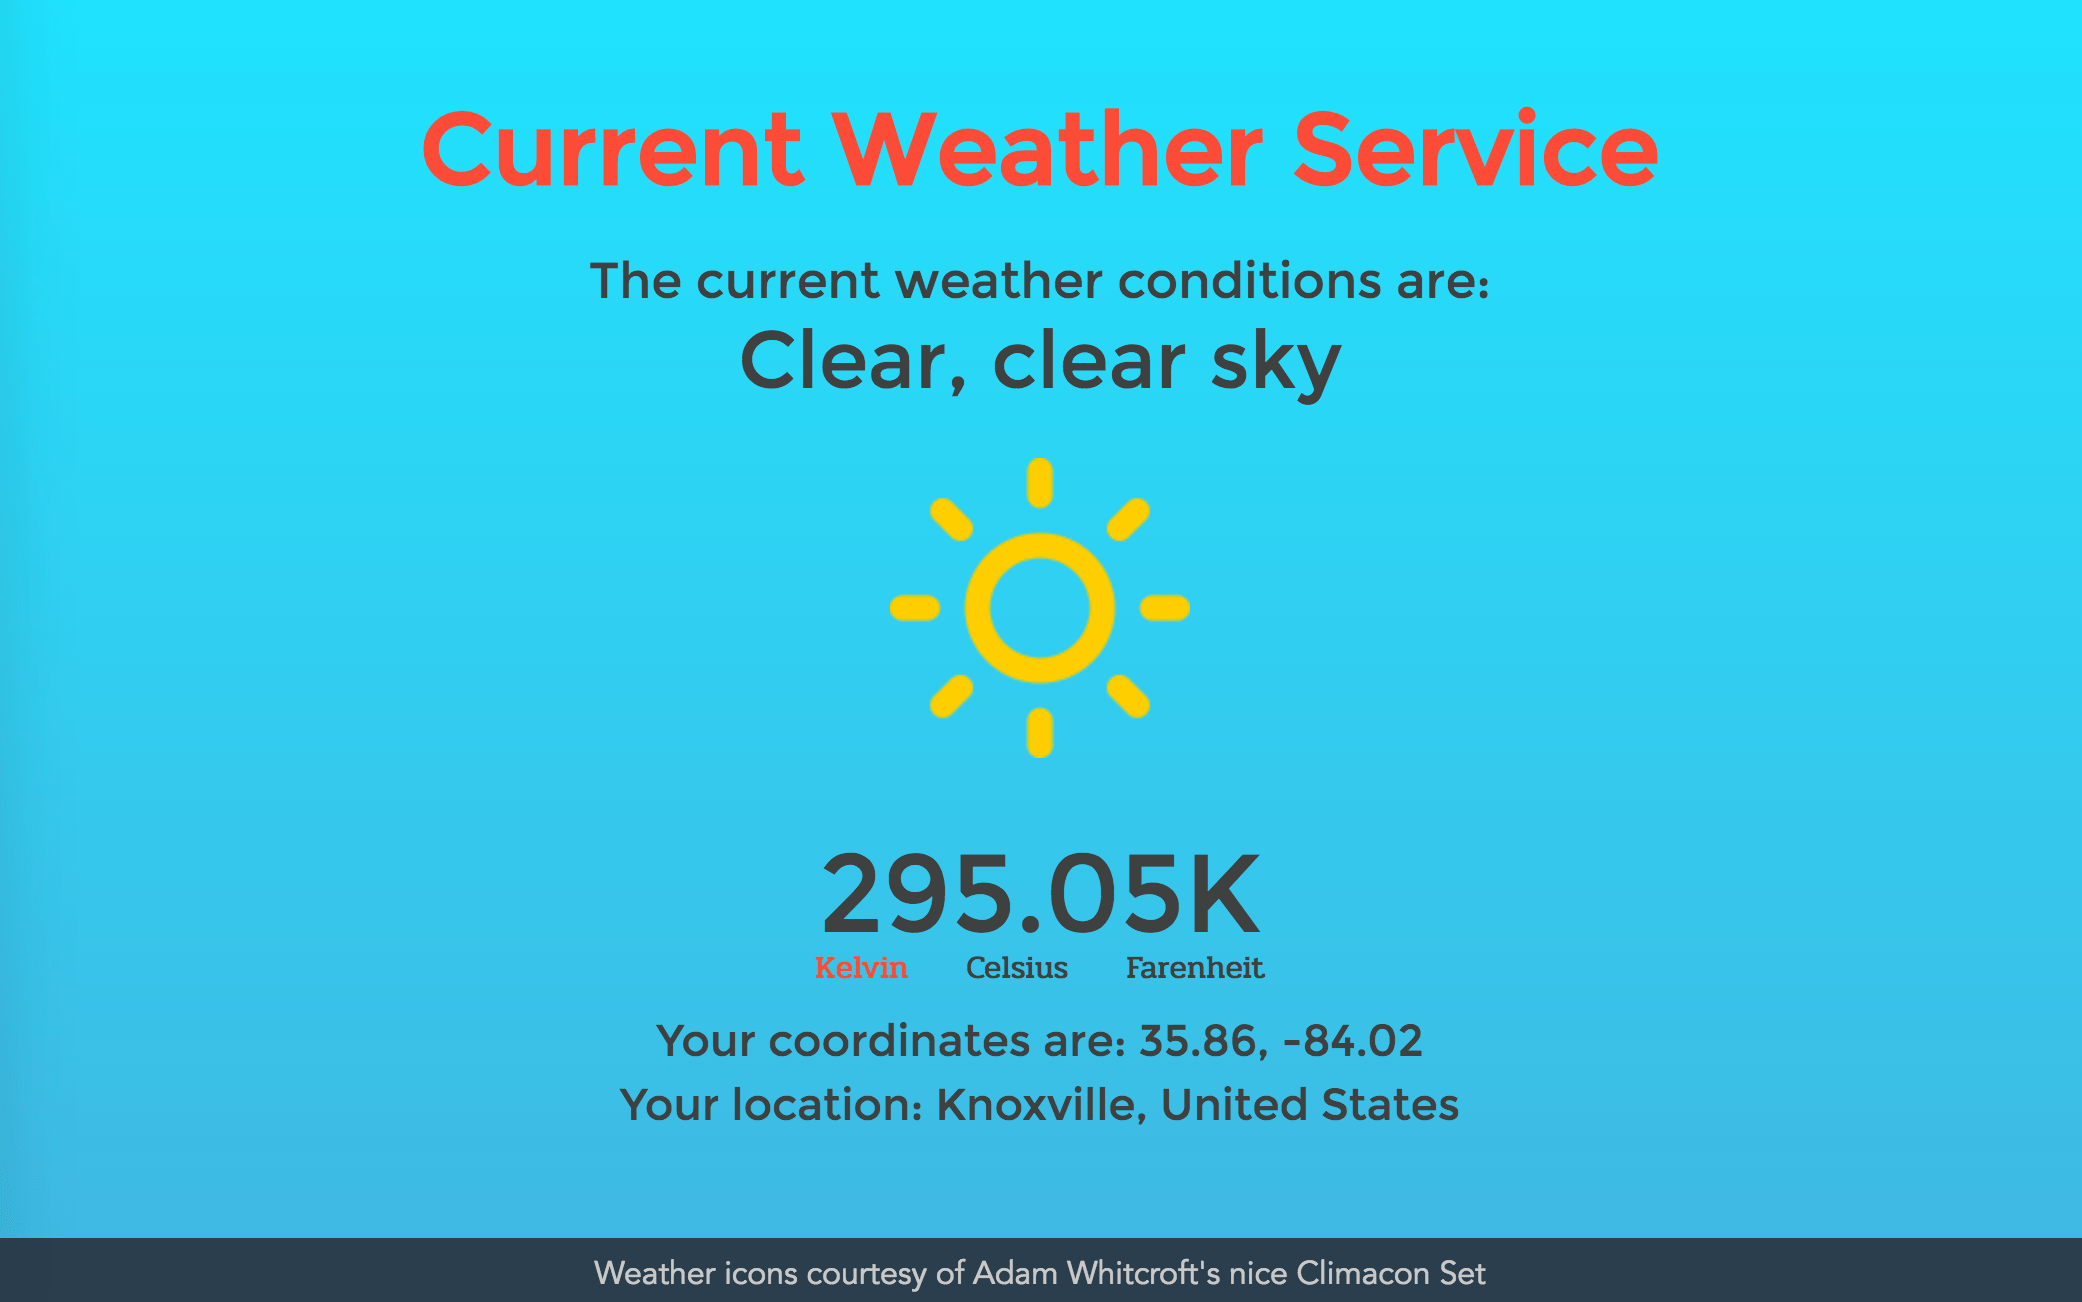 Current Weather Service
The current weather conditions are:
Clear, clear sky
295.05K
Kelvin Celsius Farenheit
Your coordinates are: 35.86, -84.02
Your location: Knoxville, United States
Weather icons courtesy of Adam Whitcroft's nice Climacon Set